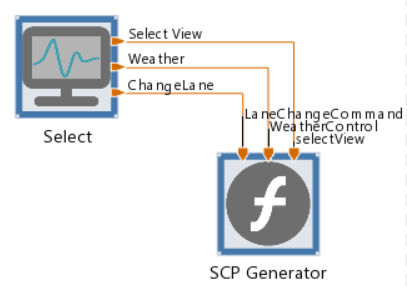 Select View
Weather
ChangeLane
LaneChangeCommand
WeatherControl
selectView
Select
SCP Generator